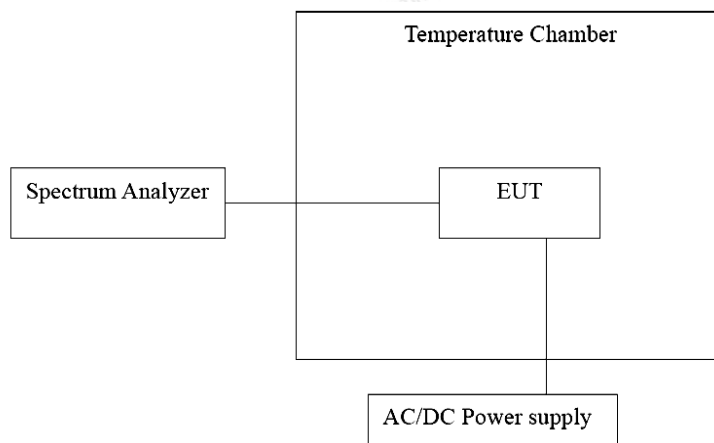 Temperature Chamber
Spectrum Analyzer
EUT
AC/DC Power supply